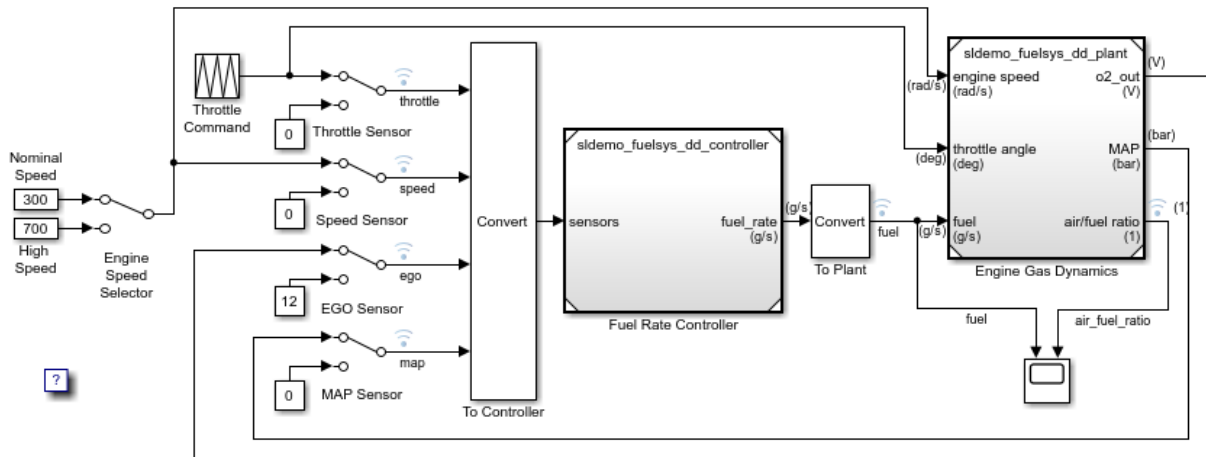 sldemo_fuelsys_dd_plant
(rad/s)
engine speed
(rad/s)
o2_out
(V)
(V)
throttle
Throttle
Command
0
Throttle Sensor
(deg)
throttle angle
(deg)
MAP
(bar)
(bar)
sldemo_fuelsys_dd_controller
Nominal
Speed
300
700
High
Speed
Engine
Speed
Selector
speed
0
Speed Sensor
Convert
sensors
fuel_rate
(g/s)
(g/s)
Convert
To Plant
fuel
(g/s)
fuel
(g/s)
air/fuel ratio
(1)
(1)
Engine Gas Dynamics
ego
12
EGO Sensor
Fuel Rate Controller
fuel
air_fuel_ratio
map
0
MAP Sensor
To Controller
?